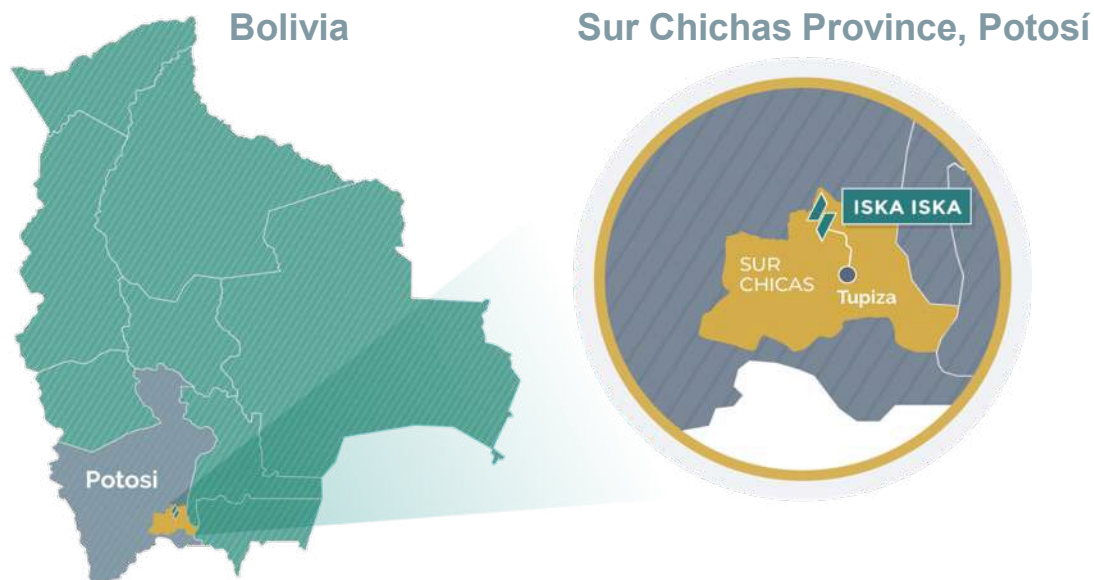 Bolivia
Sur Chichas Province, Potosí
ISKA ISKA
SUR
CHICAS
Tupiza
Potosi